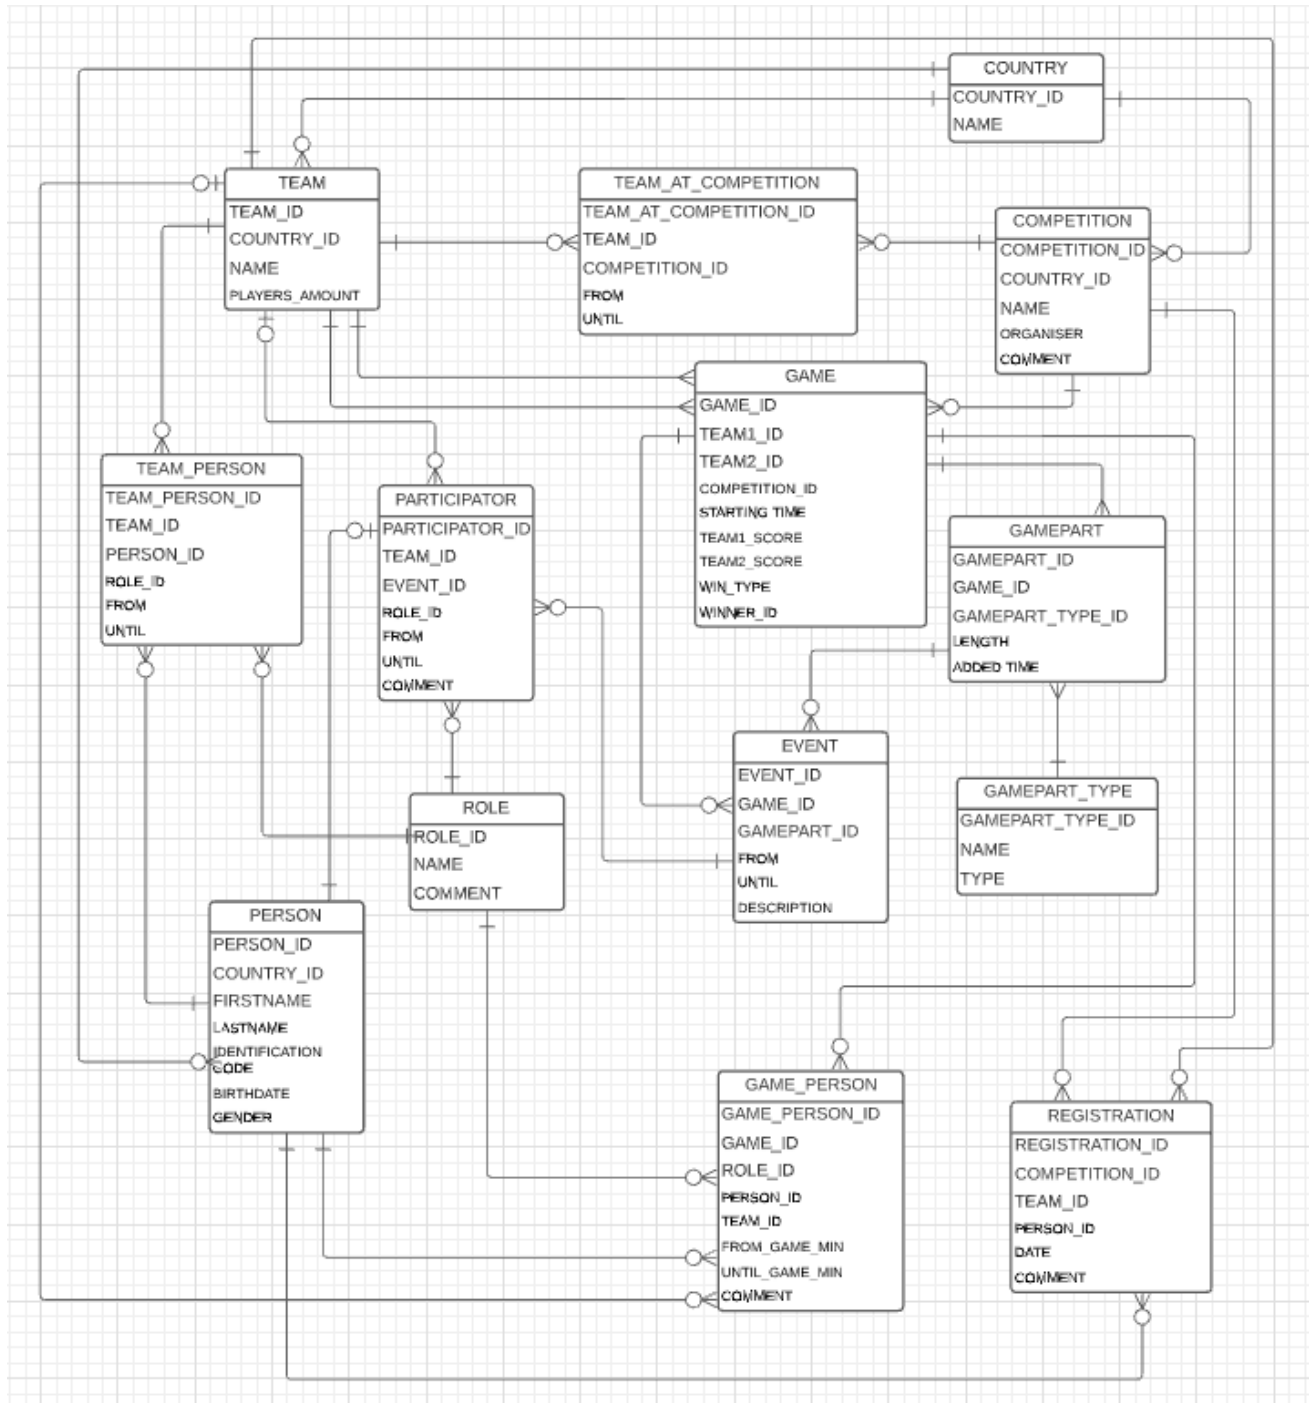 COUNTRY
COUNTRY_ID
NAME
TEAM
TEAM_ID
COUNTRY_ID
NAME
PLAYERS_AMOUNT
TEAM_AT_COMPETITION
TEAM_AT_COMPETITION_ID
TEAM_ID
COMPETITION_ID
FROM
UNTIL
COMPETITION
COMPETITION_ID
COUNTRY_ID
NAME
ORGANISER
COMMENT
GAME
GAME_ID
TEAM1_ID
TEAM2_ID
COMPETITION_ID
STARTING TIME
TEAM1_SCORE
TEAM2_SCORE
WIN_TYPE
WINNER_ID
TEAM_PERSON
TEAM_PERSON_ID
TEAM_ID
PERSON_ID
ROLE_ID
FROM
UNTIL
PARTICIPATOR
PARTICIPATOR_ID
TEAM_ID
EVENT_ID
ROLE_ID
FROM
UNTIL
COMMENT
GAMEPART
GAMEPART_ID
GAME_ID
GAMEPART_TYPE_ID
LENGTH
ADDED TIME
EVENT
EVENT_ID
GAME_ID
GAMEPART_ID
FROM
UNTIL
DESCRIPTION
GAMEPART_TYPE
GAMEPART_TYPE_ID
NAME
TYPE
ROLE
ROLE_ID
NAME
COMMENT
PERSON
PERSON_ID
COUNTRY_ID
FIRSTNAME
LASTNAME
IDENTIFICATION
CODE
BIRTHDATE
GENDER
GAME_PERSON
GAME_PERSON_ID
GAME_ID
ROLE_ID
PERSON_ID
TEAM_ID
FROM_GAME_MIN
UNTIL_GAME_MIN
COMMENT
REGISTRATION
REGISTRATION_ID
COMPETITION_ID
TEAM_ID
PERSON_ID
DATE
COMMENT